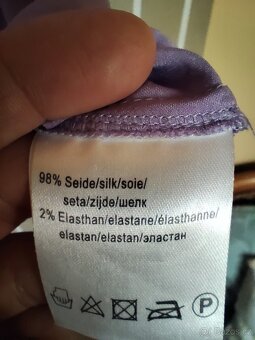 98% Seide/silk/soie/
seta/zijde/шелк
2% Elasthan/elastane/élasthanne/
elastan/elastan/эластан
P